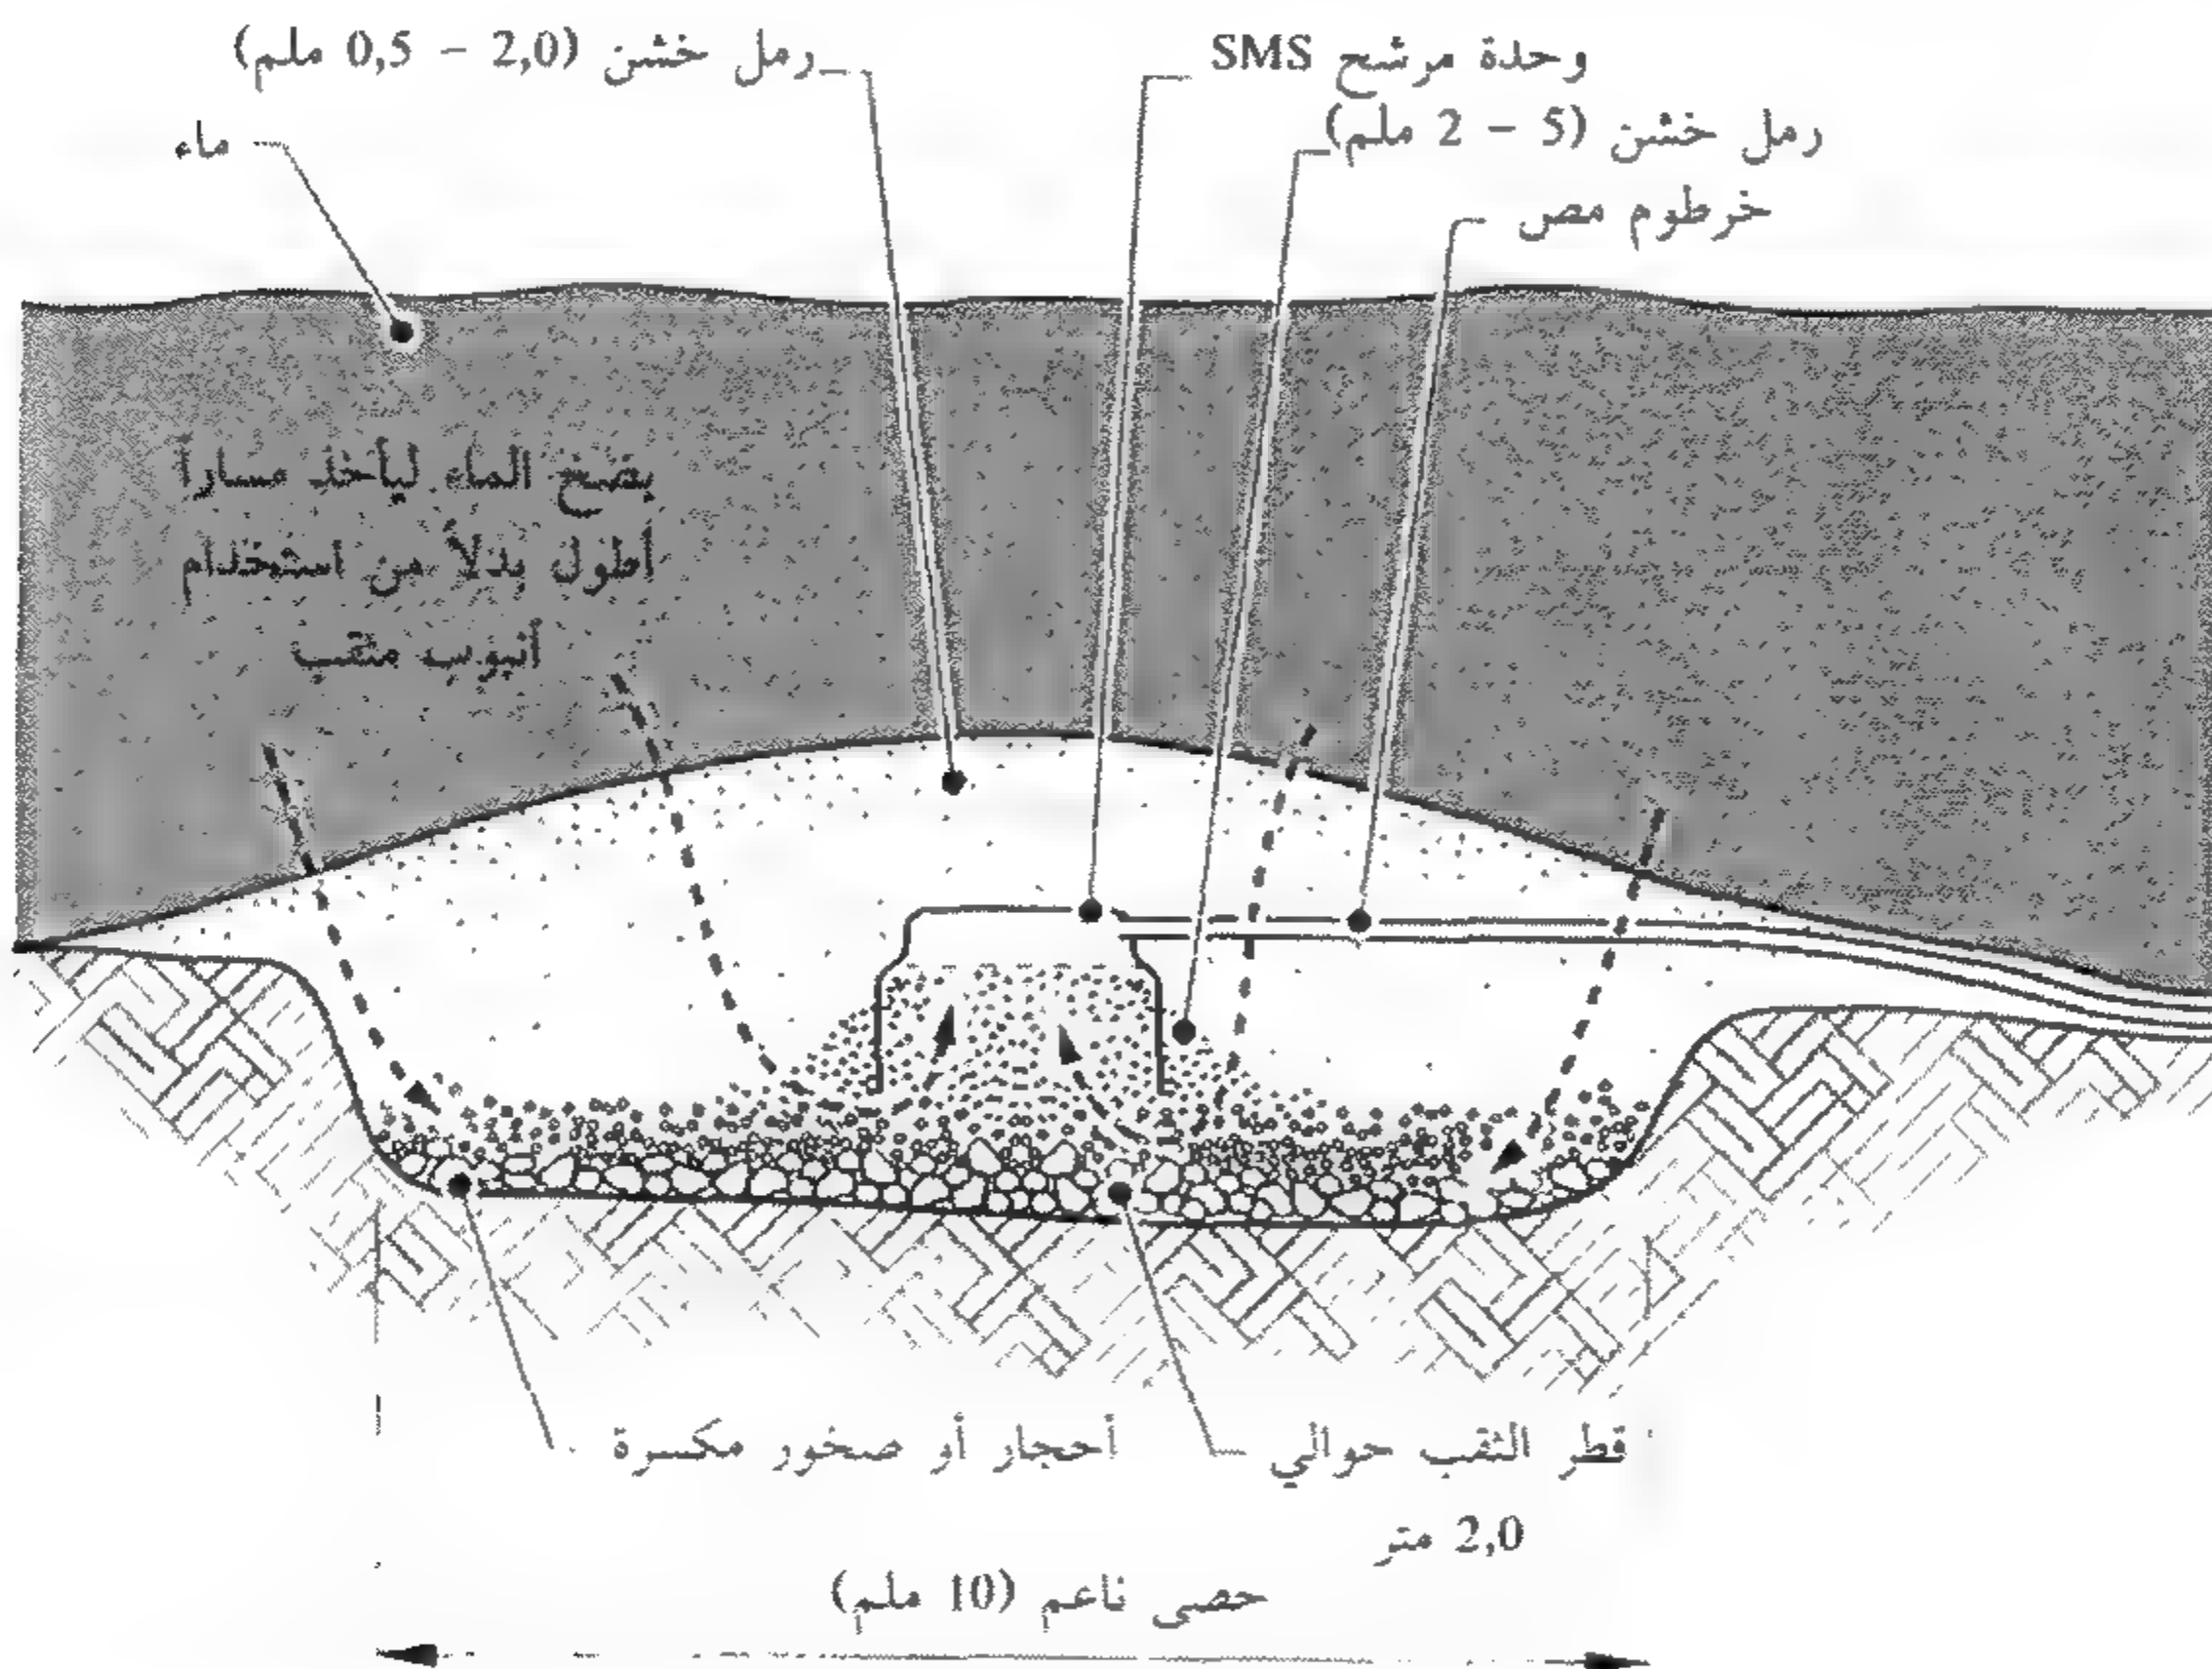 وحدة مرشح SMS
رمل خشن (5 – 2 ملم)
خرطوم مص
رمل خشن (2,0 – 0,5 ملم)
ماء
يضخ الماء ليأخذ مساراً
أطول بدلاً من استخدام
أنبوب مثقب
قطر الثقب حوالي
2,0 متر
أحجار أو صخور مكسرة
حصى ناعم (10 ملم)